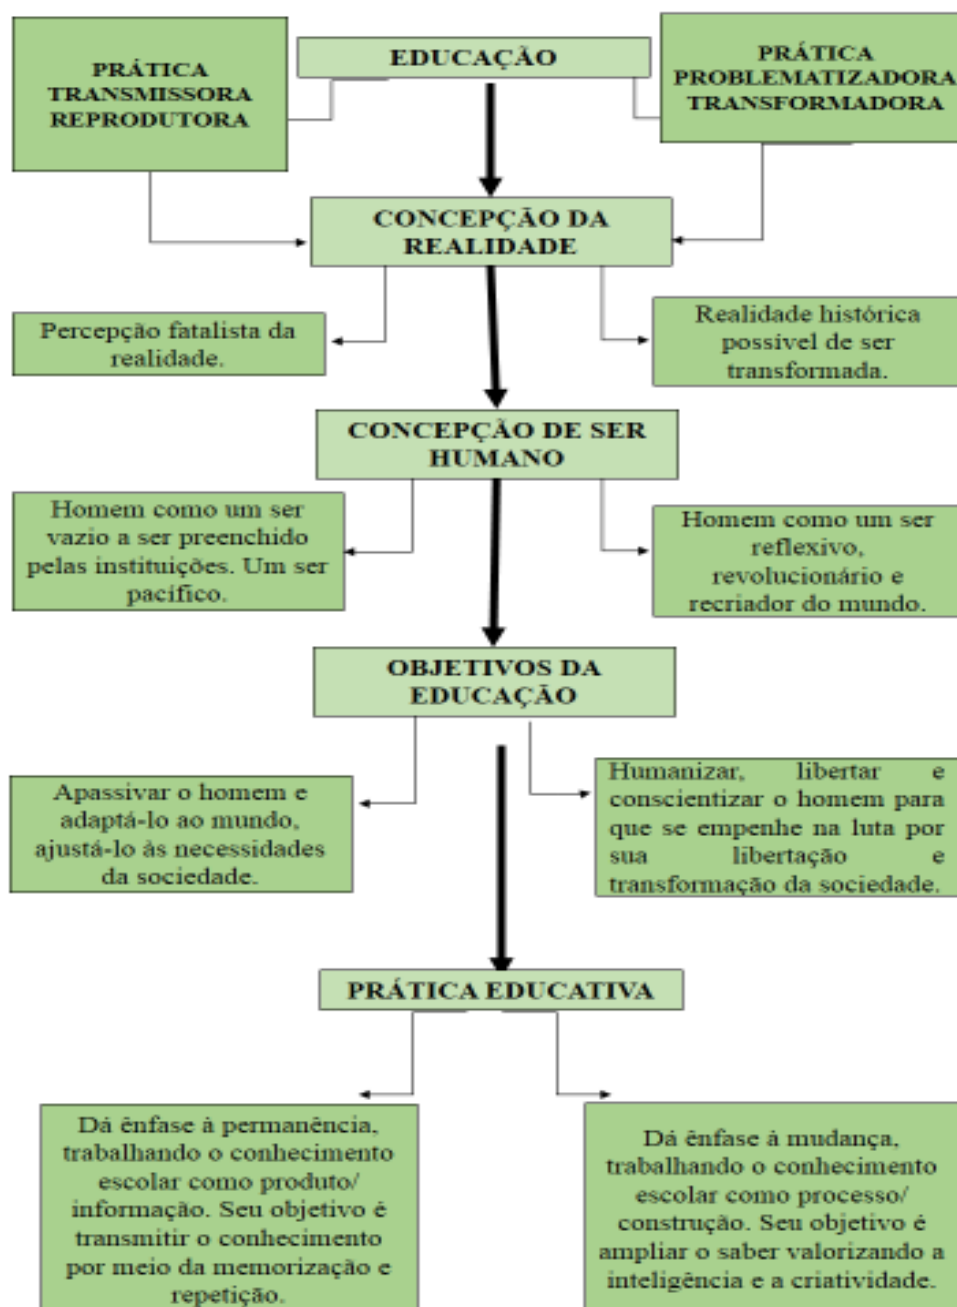 PRÁTICA
TRANSMISSORA
REPRODUTORA
EDUCAÇÃO
PRÁTICA
PROBLEMATIZADORA
TRANSFORMADORA
CONCEPÇÃO DA
REALIDADE
Percepção fatalista da
realidade.
Realidade histórica
possível de ser
transformada.
CONCEPÇÃO DE SER
HUMANO
Homem como um ser
vazio a ser preenchido
pelas instituições. Um ser
pacífico.
Homem como um ser
reflexivo,
revolucionário e
recriador do mundo.
OBJETIVOS DA
EDUCAÇÃO
Apassivar o homem e
adaptá-lo ao mundo,
ajustá-lo às necessidades
da sociedade.
Humanizar, libertar e
conscientizar o homem para
que se empenhe na luta por
sua libertação e
transformação da sociedade.
PRÁTICA EDUCATIVA
Dá ênfase à permanência,
trabalhando o conhecimento
escolar como produto/
informação. Seu objetivo é
transmitir o conhecimento
por meio da memorização e
repetição.
Dá ênfase à mudança,
trabalhando o conhecimento
escolar como processo/
construção. Seu objetivo é
ampliar o saber valorizando a
inteligência e a criatividade.